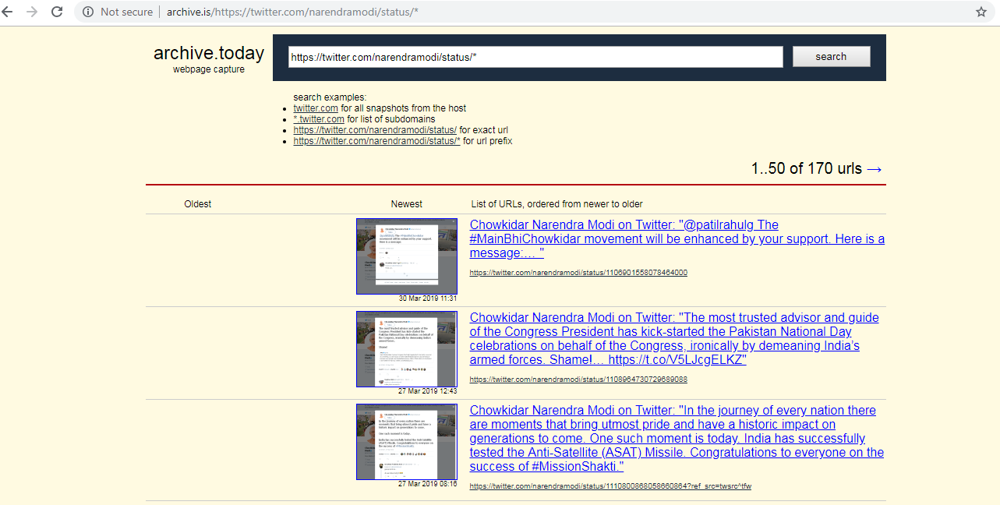 Not secure | archive.is/https://twitter.com/narendramodi/status/*
archive.today
webpage capture
https://twitter.com/narendramodi/status/*
search
search examples:
twitter.com for all snapshots from the host
*.twitter.com for list of subdomains
https://twitter.com/narendramodi/status/ for exact url
https://twitter.com/narendramodi/status/* for url prefix
1..50 of 170 urls →
Oldest
Newest
List of URLs, ordered from newer to older
Chowkidar Narendra Modi on Twitter: "@patilrahulg The
#MainBhiChowkidar movement will be enhanced by your support. Here is a
message:… "
https://twitter.com/narendramodi/status/1106901558078464000
30 Mar 2019 11:31
Chowkidar Narendra Modi on Twitter: "The most trusted advisor and guide
of the Congress President has kick-started the Pakistan National Day
celebrations on behalf of the Congress, ironically by demeaning India's
armed forces. Shame!… https://t.co/V5LJcgELKZ"
https://twitter.com/narendramodi/status/1108964730729689088
27 Mar 2019 12:43
Chowkidar Narendra Modi on Twitter: "In the journey of every nation there
are moments that bring utmost pride and have historic impact on
generations to come. One such moment is today. India has successfully
tested the Anti-Satellite (ASAT) Missile. Congratulations to everyone on the
success of #MissionShakti."
https://twitter.com/narendramodi/status/1110800868058660864?ref_src=twsrc^tfw
27 Mar 2019 08:16